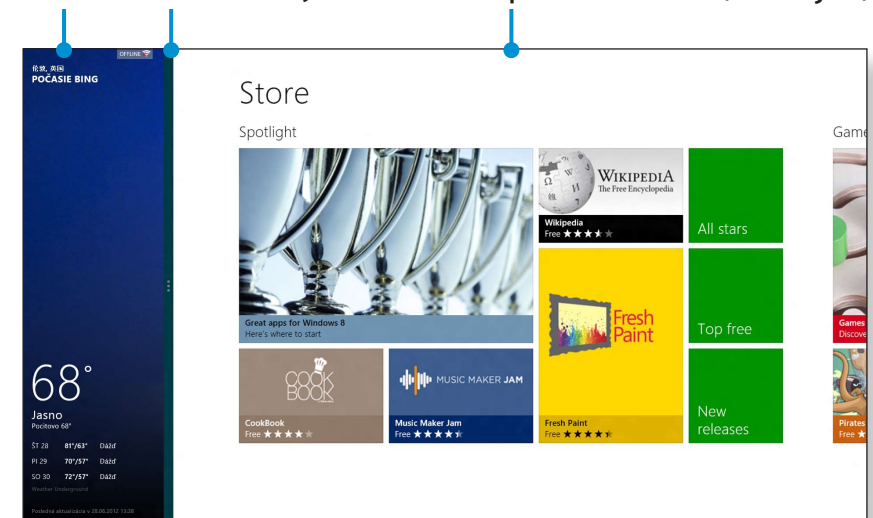 OFFLINE
伦敦, 英国
POČASIE BING
68°
Jasno
Pocitovo 68°
ŠT 28 81°/63° Dážď
PI 29 70°/57° Dážď
SO 30 72°/57° Dážď
Weather Underground
Posledná aktualizácia v 28.06.2012 13:38
Store
Spotlight
Great apps for Windows 8
Here's where to start
WIKIPEDIA
The Free Encyclopedia
Wikipedia
Free
All stars
Fresh
Paint
Fresh Paint
Free
Top free
New
releases
COOK
BOOK
CookBook
Free
MUSIC MAKER JAM
Music Maker Jam
Free
Game
Games
Discove
Pirates
Free